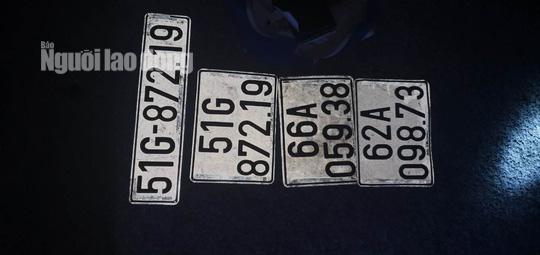 Báo
Người lao động
51G-872.19
51G
872.19
66A
059.38
62A
098.73